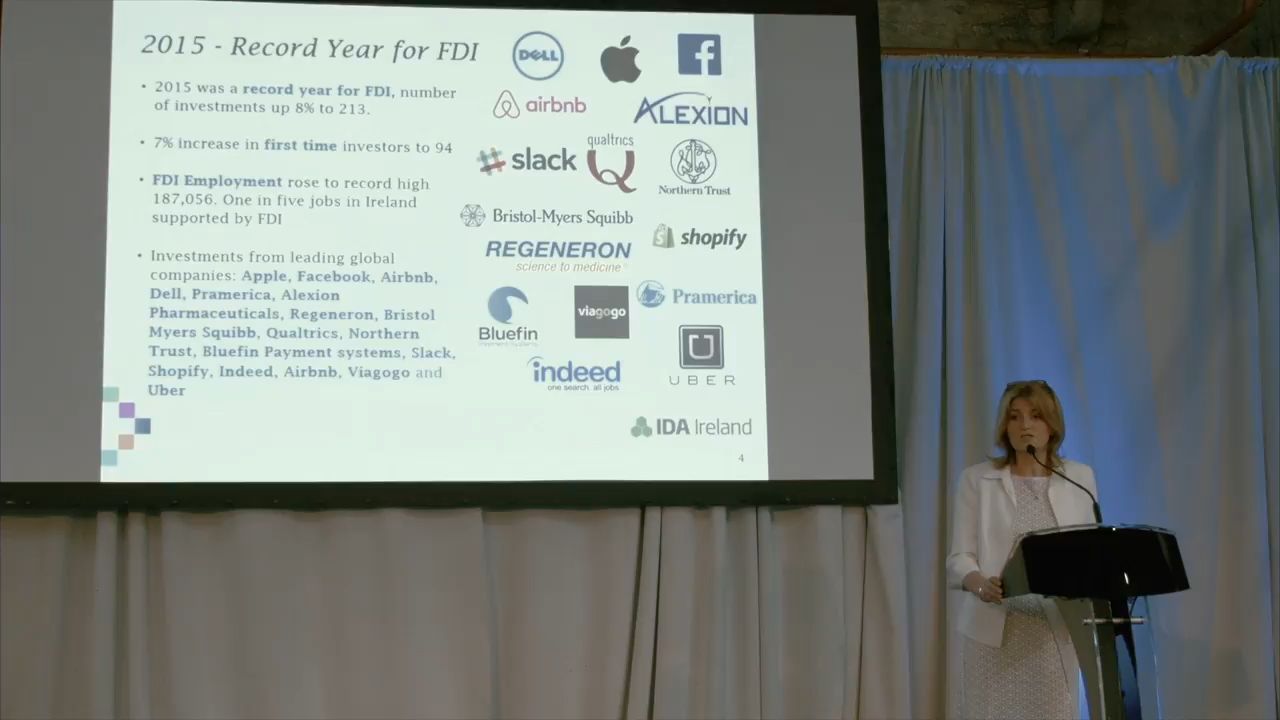 2015 - Record Year for FDI
• 2015 was a record year for FDI, number
of investments up 8% to 213.
• 7% increase in first time investors to 94
• FDI Employment rose to record high
187,056. One in five jobs in Ireland
supported by FDI
• Investments from leading global
companies: Apple, Facebook, Airbnb,
Dell, Pramerica, Alexion
Pharmaceuticals, Regeneron, Bristol
Myers Squibb, Qualtrics, Northern
Trust, Bluefin Payment systems, Slack,
Shopify, Indeed, Airbnb, Viagogo and
Uber
DELL
f
airbnb
ALEXION
slack
qualtrics
Q
Northern Trust
Bristol-Myers Squibb
shopify
REGENERON
science to medicine®
Bluefin
viagogo
Pramerica
indeed
one search. all jobs.
U
UBER
IDA Ireland
4